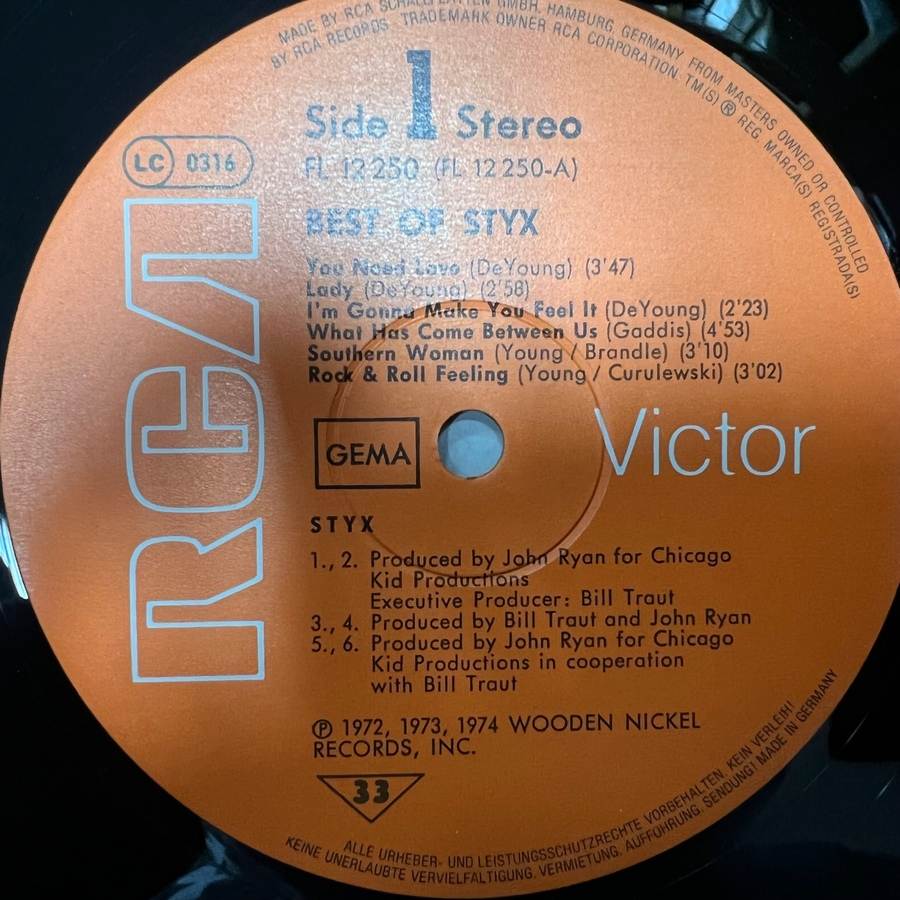 MADE BY RCA SCHALLPLATTEN GMBH. HAMBURG. GERMANY FROM MASTERS OWNED OR CONTROLLED
BY RCA RECORDS. TRADEMARK OWNER RCA CORPORATION. TM(S) ® REG. MARCA(S) REGISTRADA(S)
Side 1 Stereo
LC 0316
FL 12250 (FL 12250-A)
BEST OF STYX
You Need Love (DeYoung) (3'47)
Lady (DeYoung) (2'58)
I'm Gonna Make You Feel It (DeYoung) (2'23)
What Has Come Between Us (Gaddis) (4'53)
Southern Woman (Young / Brandle) (3'10)
Rock & Roll Feeling (Young / Curulewski) (3'02)
RCA
Victor
GEMA
STYX
1., 2. Produced by John Ryan for Chicago
Kid Productions
Executive Producer: Bill Traut
3., 4. Produced by Bill Traut and John Ryan
5., 6. Produced by John Ryan for Chicago
Kid Productions in cooperation
with Bill Traut
Ⓟ 1972, 1973, 1974 WOODEN NICKEL
RECORDS, INC.
33
ALLE URHEBER- UND LEISTUNGSSCHUTZRECHTE VORBEHALTEN. KEIN VERLEIH!
KEINE UNERLAUBTE VERVIELFALTIGUNG, VERMIETUNG, AUFFÜHRUNG, SENDUNG! MADE IN GERMANY